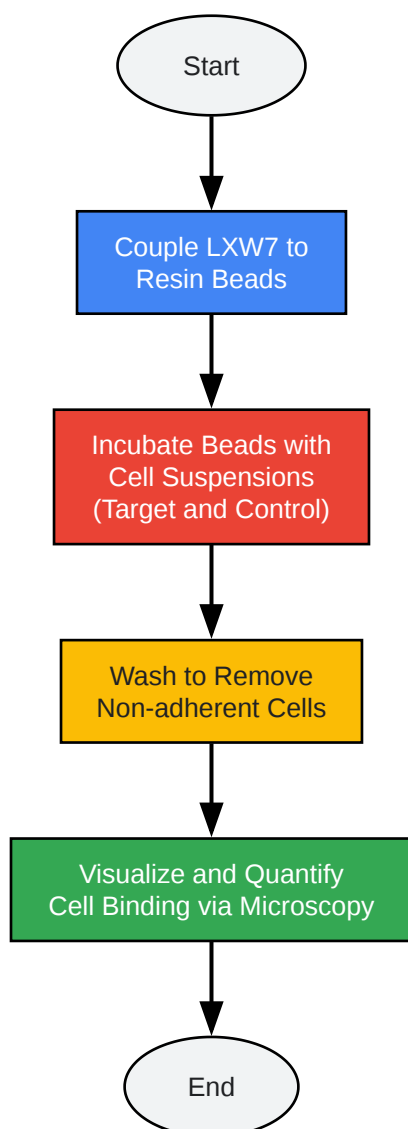 Start
Couple LXW7 to
Resin Beads
Incubate Beads with
Cell Suspensions
(Target and Control)
Wash to Remove
Non-adherent Cells
Visualize and Quantify
Cell Binding via Microscopy
End